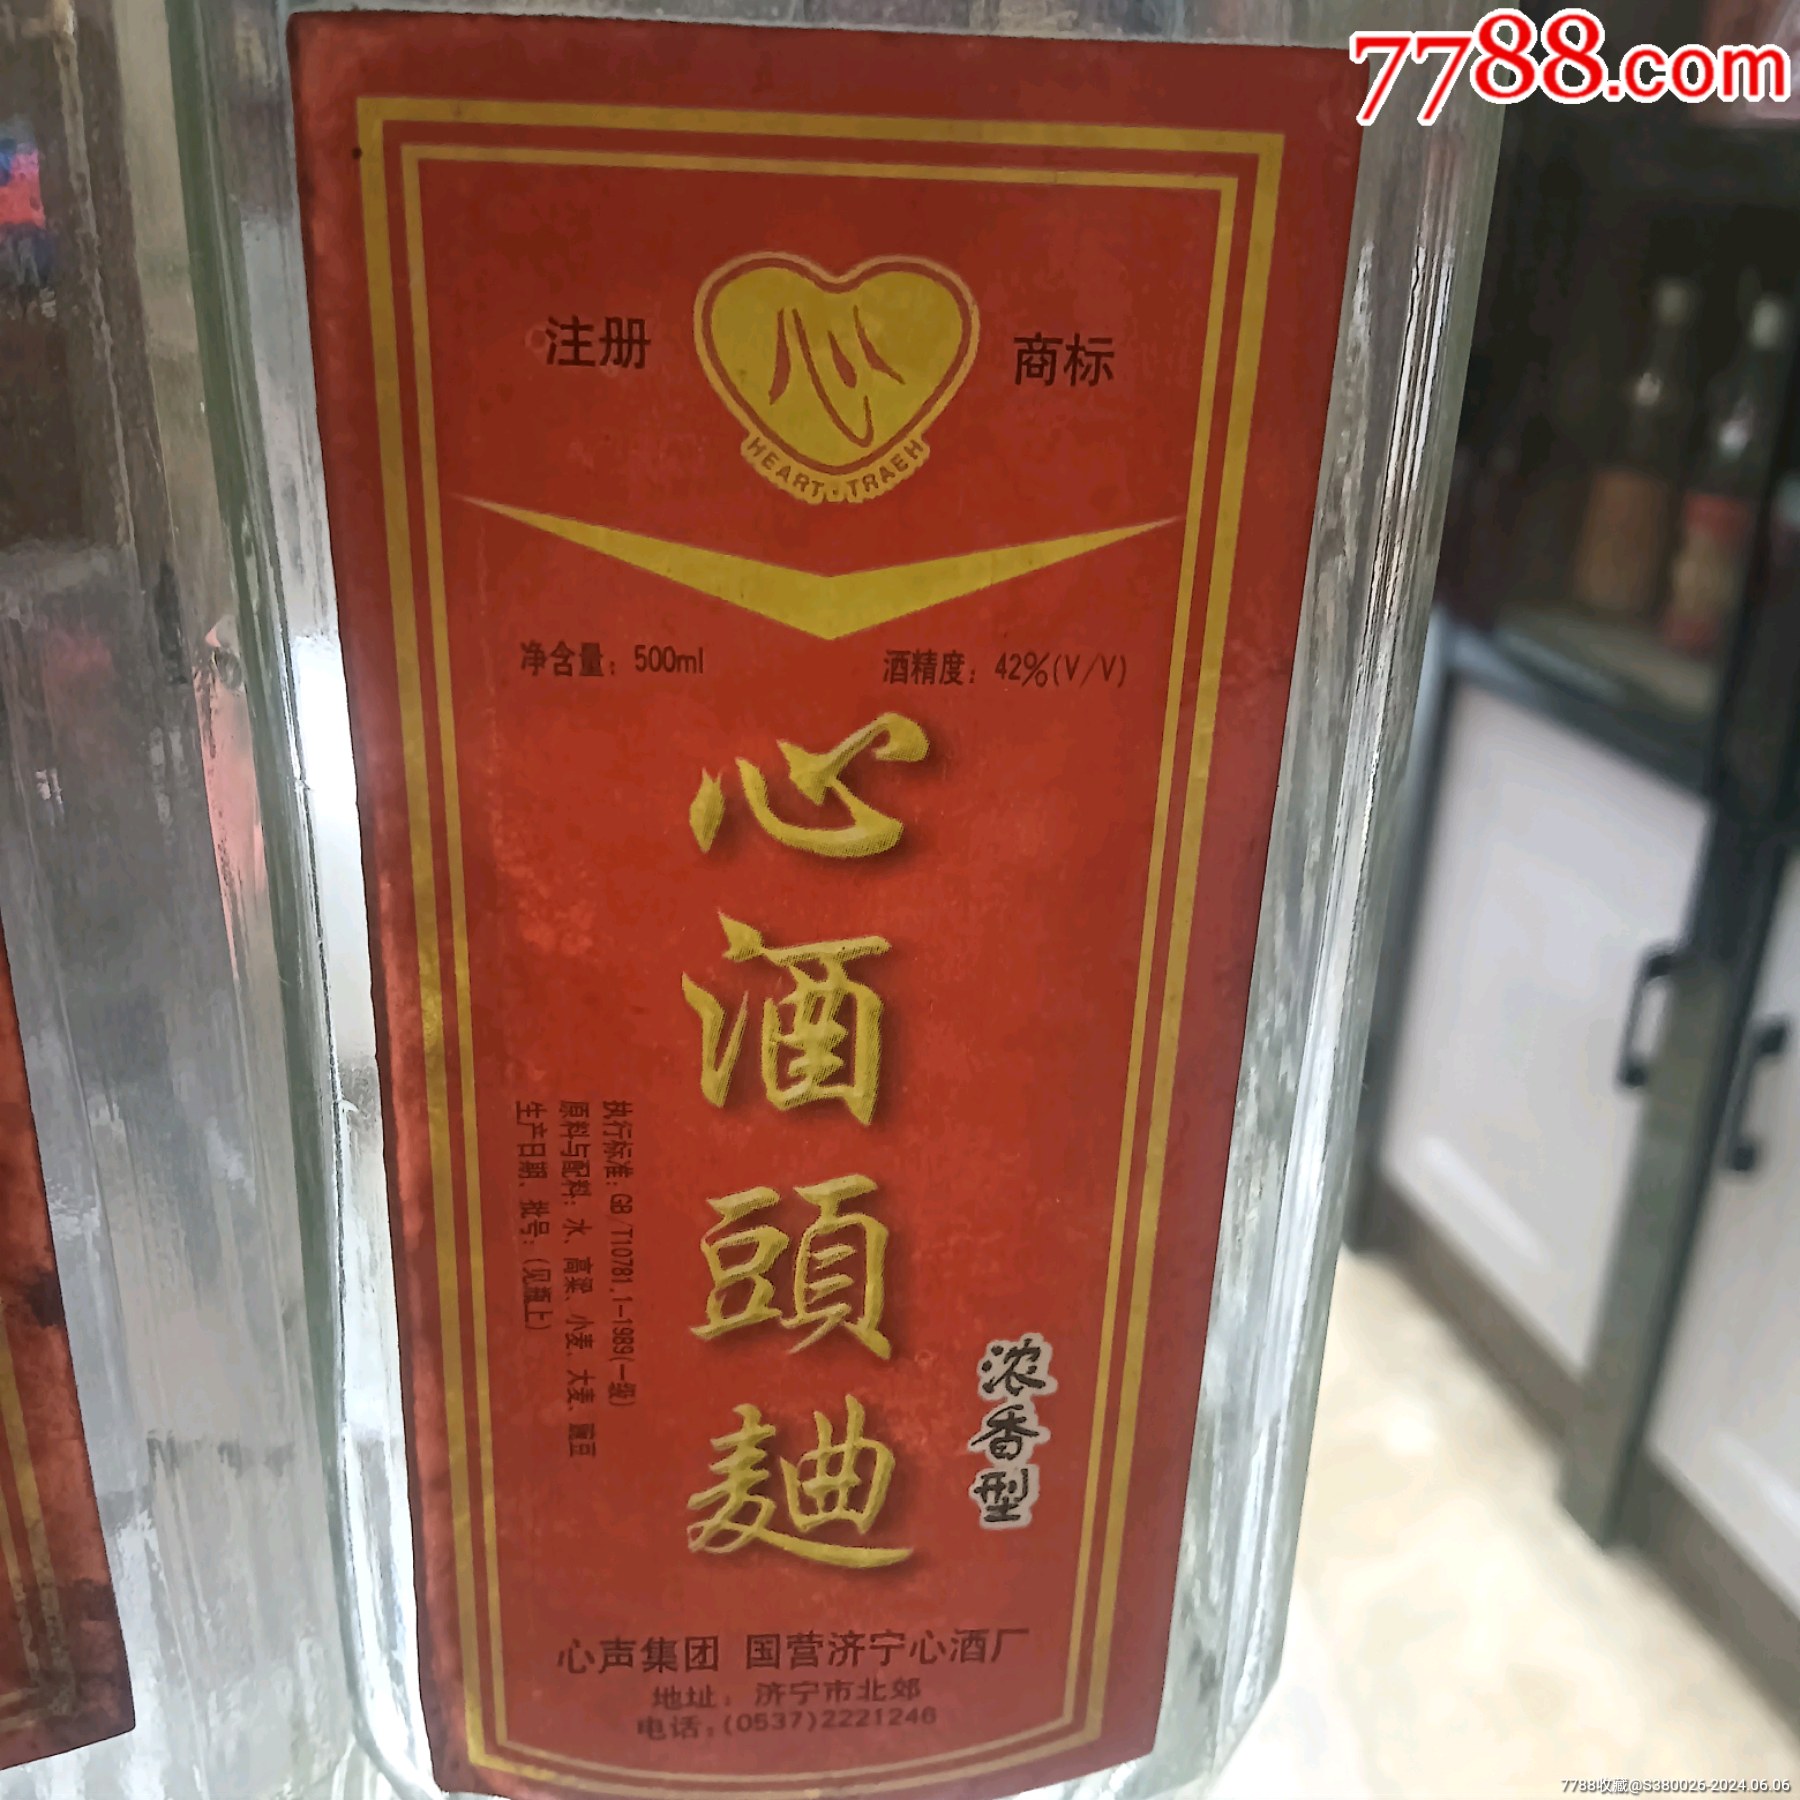 7788.com
注册
商标
心
HEART·TRAEH
净含量：500ml
酒精度：42%(V/V)
心酒頭麯
执行标准：GB/T10781.1-1989(一级)
原料与配料：水、高粱、小麦、大麦、豌豆
生产日期、批号：(见瓶上)
浓香型
心声集团 国营济宁心酒厂
地址：济宁市北郊
电话：(0537)2221246
7788收藏@S380026-2024.06.06